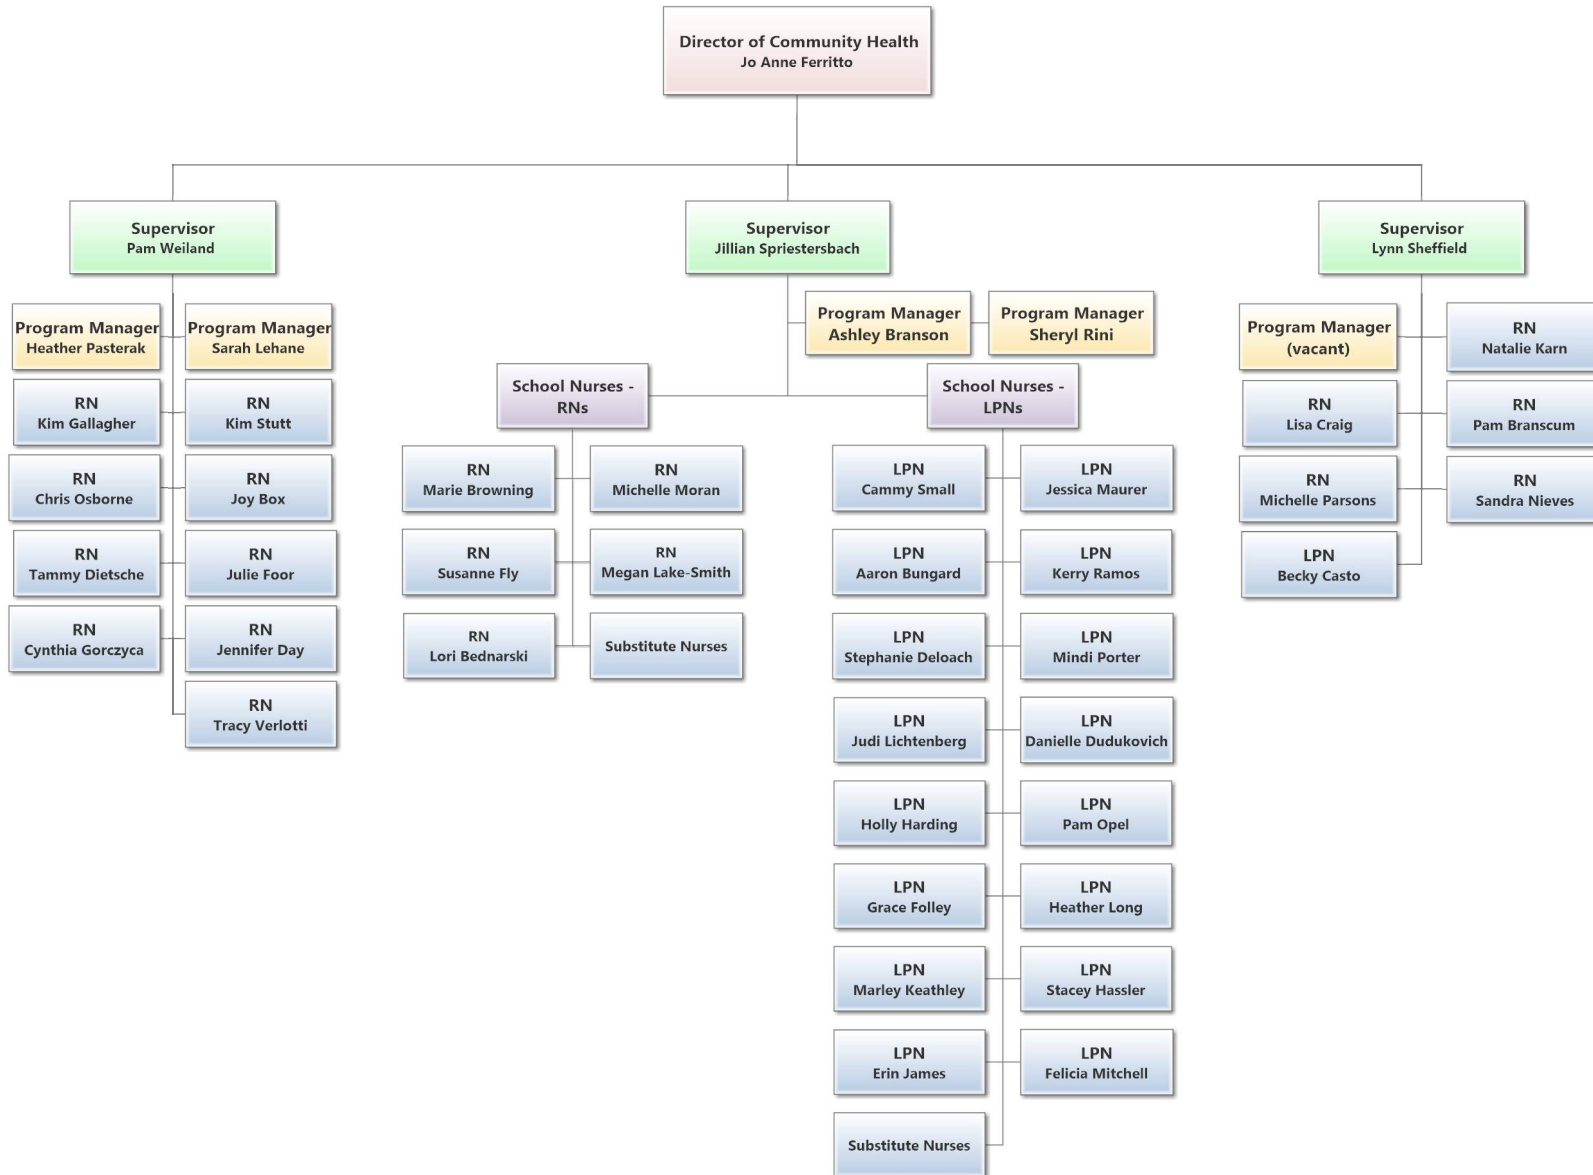 Director of Community Health
Jo Anne Ferritto
Supervisor
Pam Weiland
Supervisor
Jillian Spriestersbach
Supervisor
Lynn Sheffield
Program Manager
Heather Pasterak
Program Manager
Sarah Lehane
RN
Kim Gallagher
RN
Kim Stutt
RN
Chris Osborne
RN
Joy Box
RN
Tammy Dietsche
RN
Julie Foor
RN
Cynthia Gorczyca
RN
Jennifer Day
RN
Tracy Verlotti
Program Manager
Ashley Branson
Program Manager
Sheryl Rini
School Nurses -
RNs
School Nurses -
LPNs
RN
Marie Browning
RN
Michelle Moran
RN
Susanne Fly
RN
Megan Lake-Smith
RN
Lori Bednarski
Substitute Nurses
LPN
Cammy Small
LPN
Jessica Maurer
LPN
Aaron Bungard
LPN
Kerry Ramos
LPN
Stephanie Deloach
LPN
Mindi Porter
LPN
Judi Lichtenberg
LPN
Danielle Dudukovich
LPN
Holly Harding
LPN
Pam Opel
LPN
Grace Folley
LPN
Heather Long
LPN
Marley Keathley
LPN
Stacey Hassler
LPN
Erin James
LPN
Felicia Mitchell
Substitute Nurses
Program Manager
(vacant)
RN
Natalie Karn
RN
Lisa Craig
RN
Pam Branscum
RN
Michelle Parsons
RN
Sandra Nieves
LPN
Becky Casto